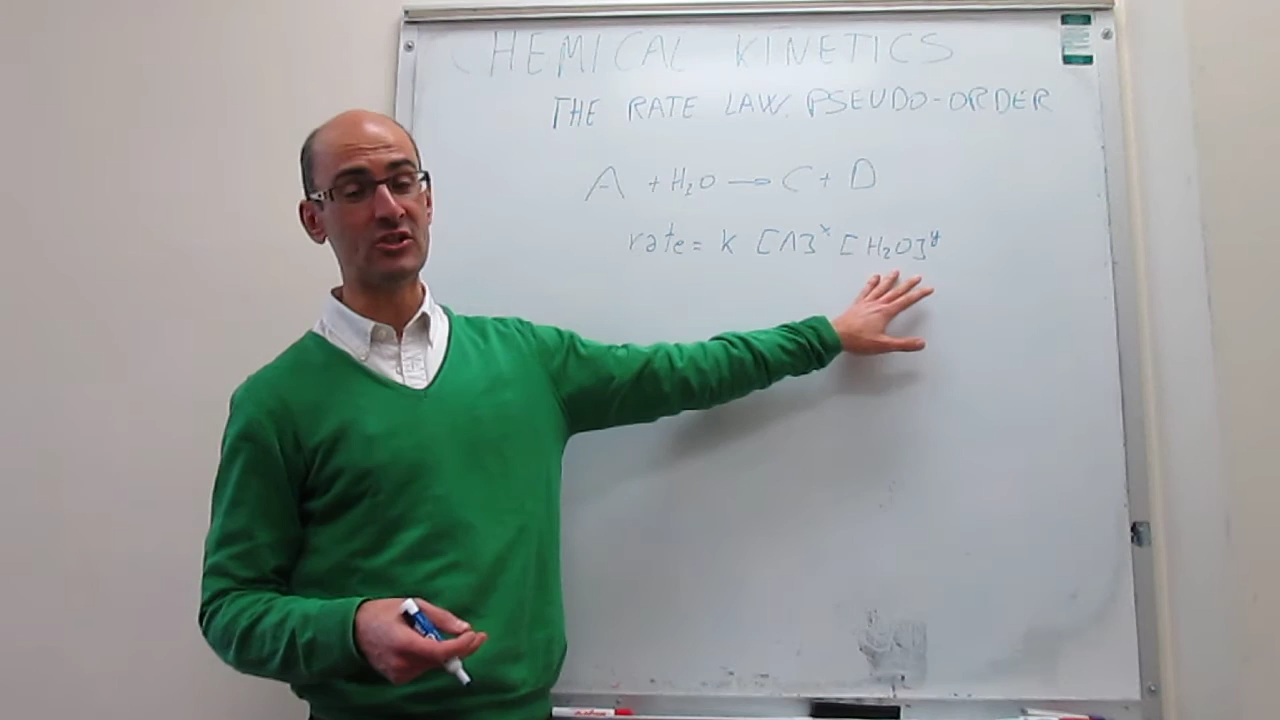 CHEMICAL KINETICS
THE RATE LAW. PSEUDO-ORDER
A + H₂O → C + D
rate = k [A]ˣ [H₂O]ʸ